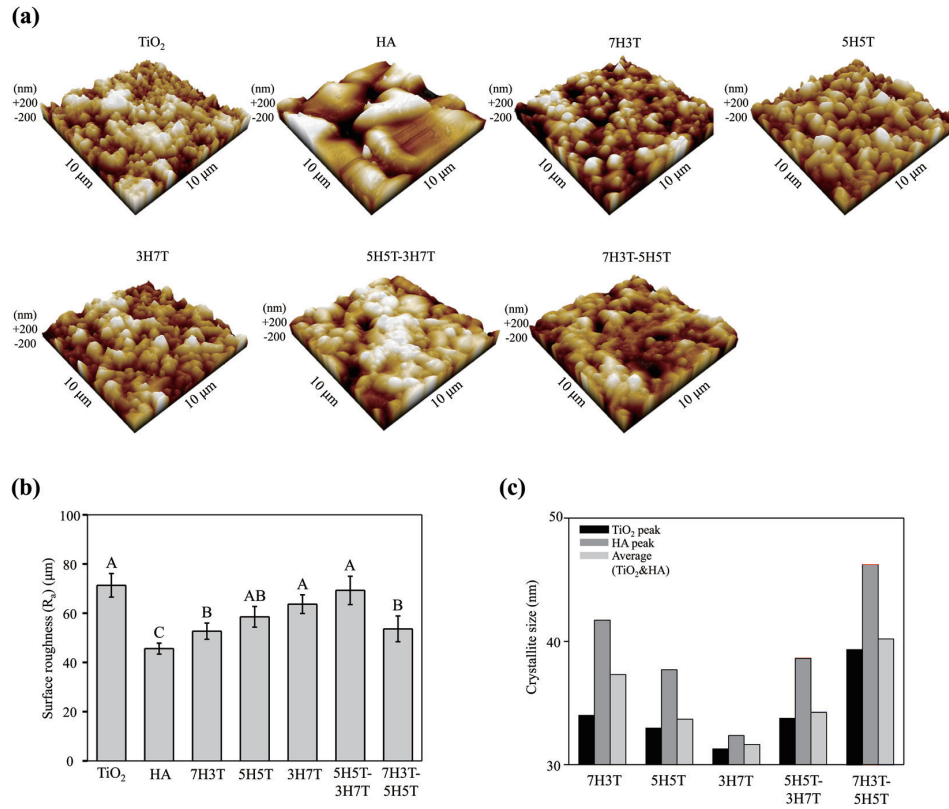 (a)
TiO₂
HA
7H3T
5H5T
(nm)
+200
-200
10 μm
10 μm
(nm)
+200
-200
10 μm
10 μm
(nm)
+200
-200
10 μm
10 μm
(nm)
+200
-200
10 μm
10 μm
3H7T
5H5T-3H7T
7H3T-5H5T
(nm)
+200
-200
10 μm
10 μm
(nm)
+200
-200
10 μm
10 μm
(nm)
+200
-200
10 μm
10 μm
(b)
Surface roughness (Rₐ) (μm)
100
80
60
40
20
0
A
C
B
AB
A
A
B
TiO₂
HA
7H3T
5H5T
3H7T
5H5T-
3H7T
7H3T-
5H5T
(c)
Crystallite size (nm)
50
40
30
TiO₂ peak
HA peak
Average
(TiO₂&HA)
7H3T
5H5T
3H7T
5H5T-
3H7T
7H3T-
5H5T